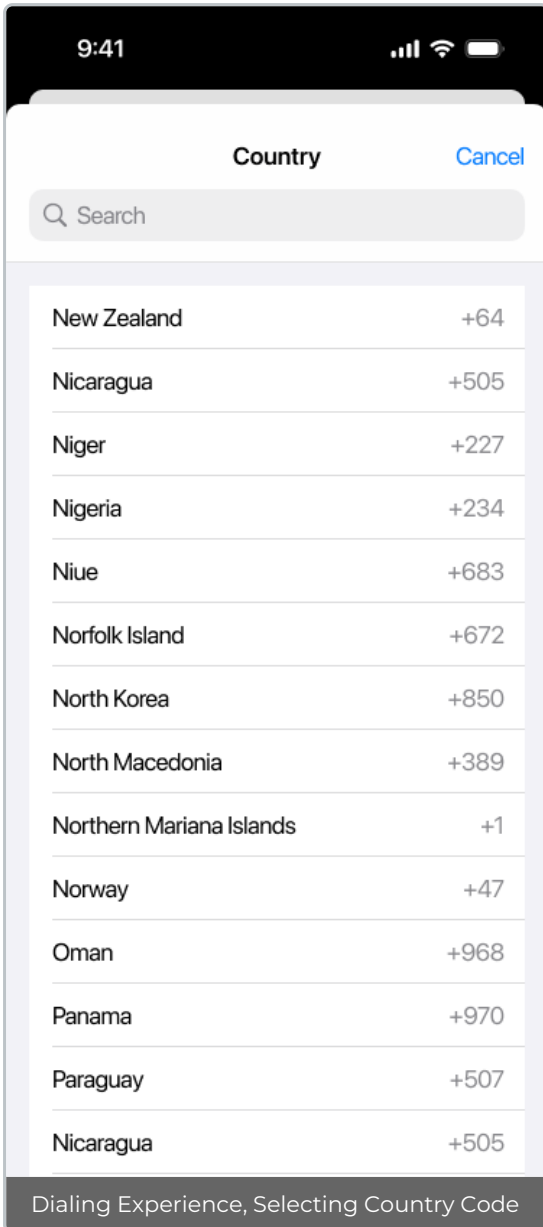 9:41
Country Cancel
Search
New Zealand +64
Nicaragua +505
Niger +227
Nigeria +234
Niue +683
Norfolk Island +672
North Korea +850
North Macedonia +389
Northern Mariana Islands +1
Norway +47
Oman +968
Panama +970
Paraguay +507
Nicaragua +505
Dialing Experience, Selecting Country Code